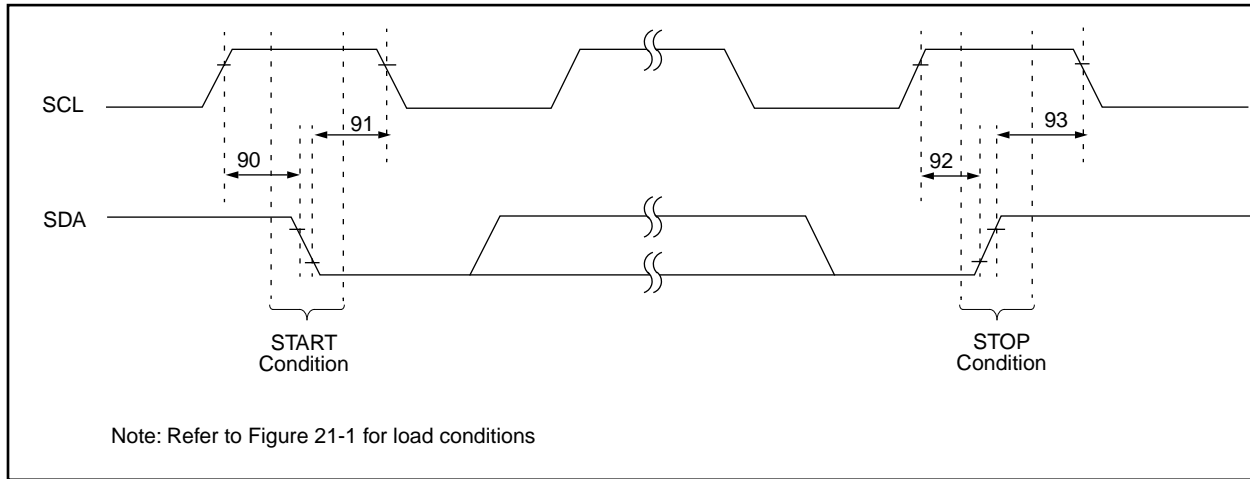 SCL
91
93
90
92
SDA
START
Condition
STOP
Condition
Note: Refer to Figure 21-1 for load conditions